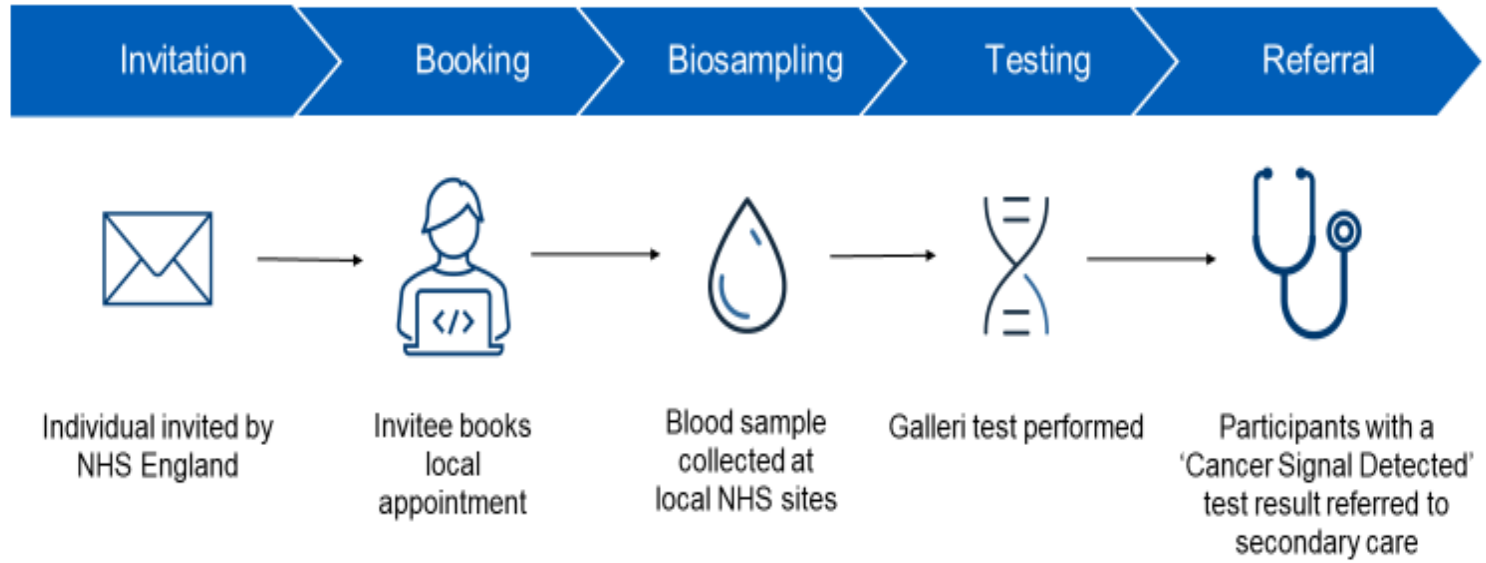 Invitation
Booking
Biosampling
Testing
Referral
</>
Individual invited by
NHS England
Invitee books
local
appointment
Blood sample
collected at
local NHS sites
Galleri test performed
Participants with a
‘Cancer Signal Detected’
test result referred to
secondary care